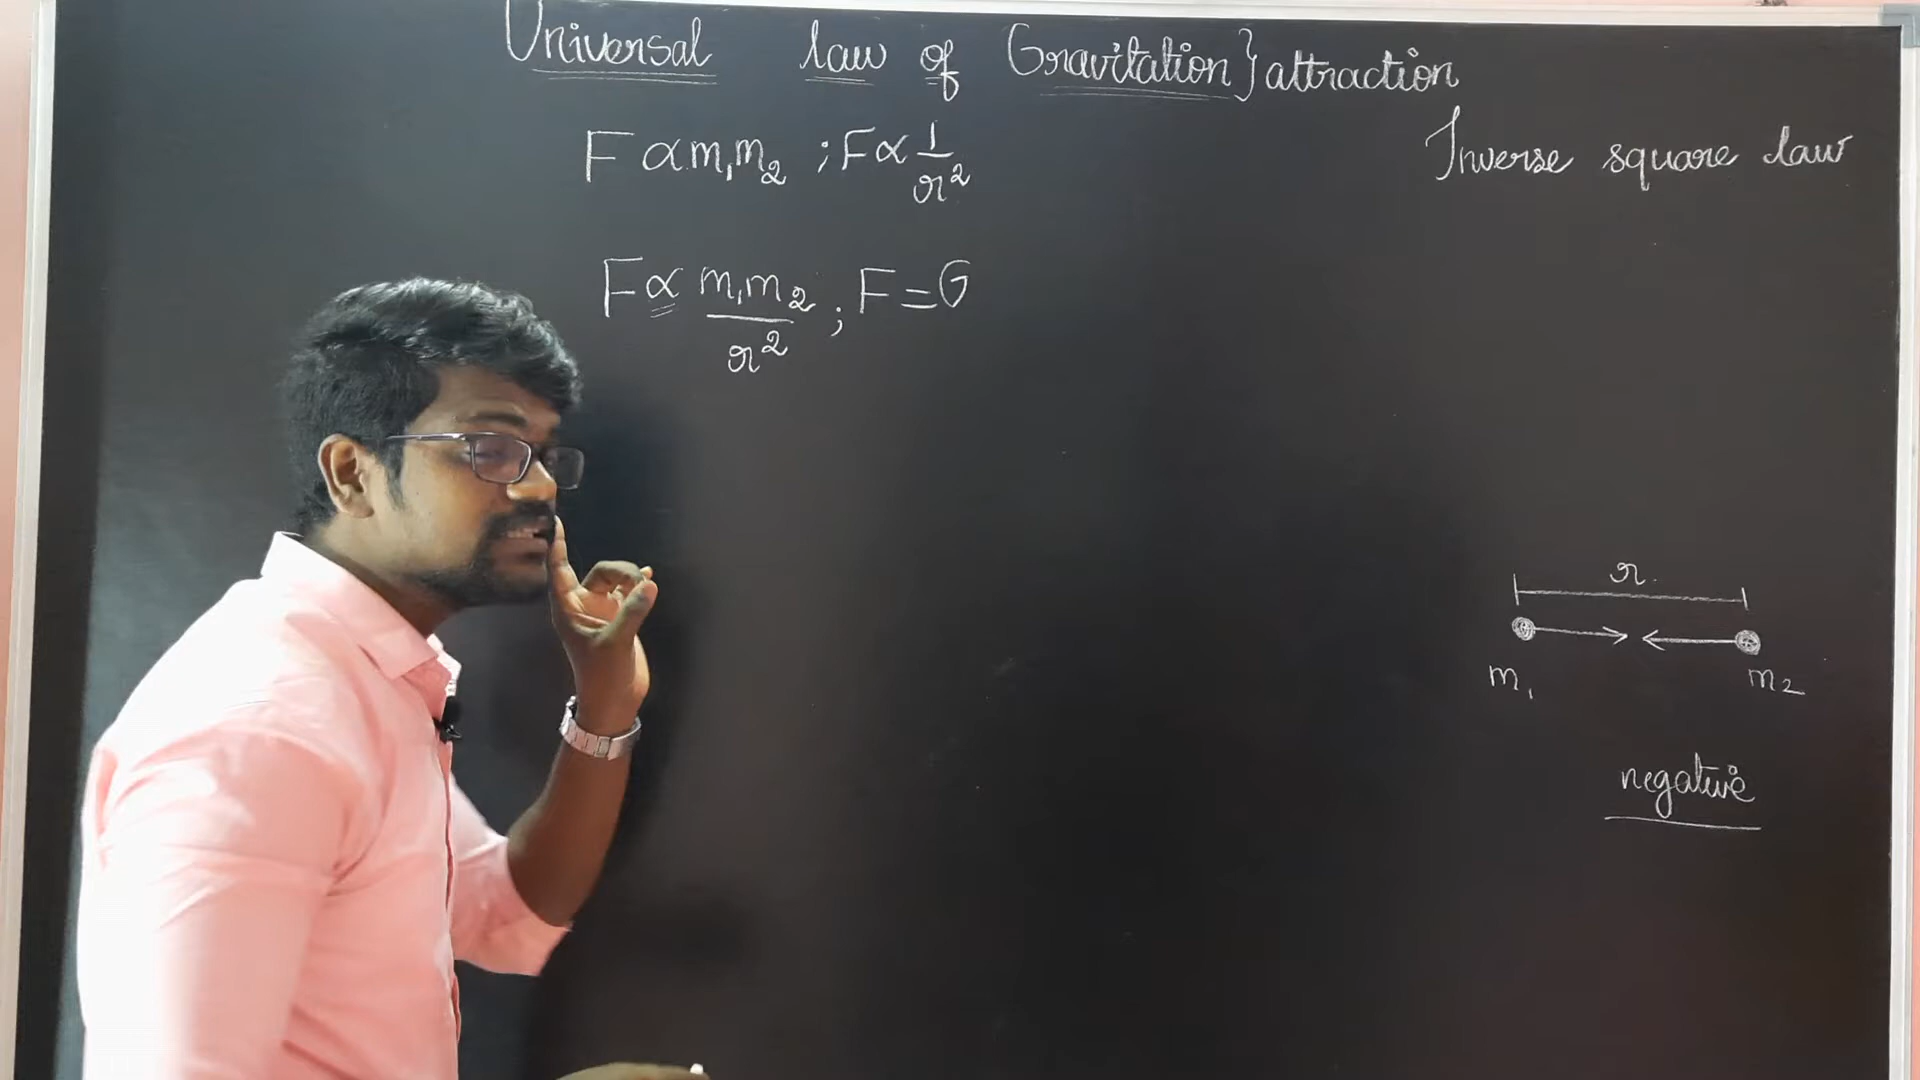 Universal law of Gravitation} attraction
F ∝ m₁m₂ ; F ∝ 1/r²
Inverse square law
F ∝ m₁m₂/r² ; F = G
r
m₁ m₂
negative